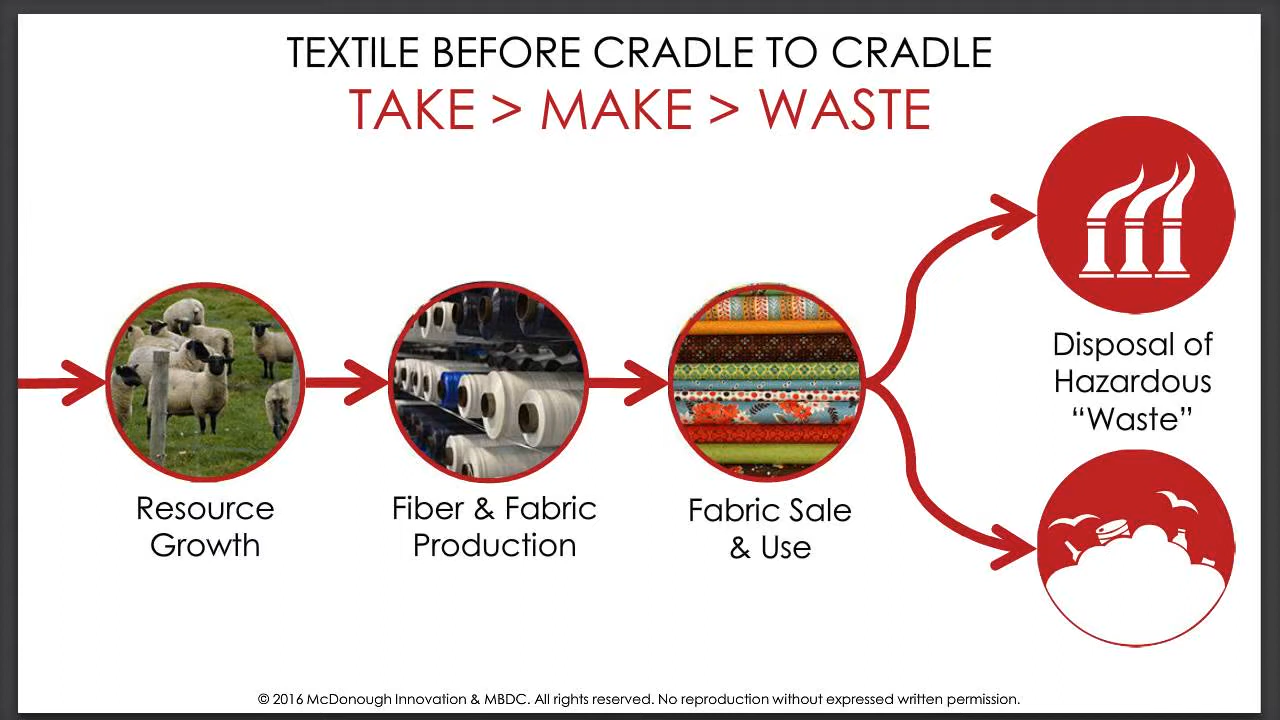 TEXTILE BEFORE CRADLE TO CRADLE
TAKE > MAKE > WASTE
Resource
Growth
Fiber & Fabric
Production
Fabric Sale
& Use
Disposal of
Hazardous
“Waste”
© 2016 McDonough Innovation & MBDC. All rights reserved. No reproduction without expressed written permission.